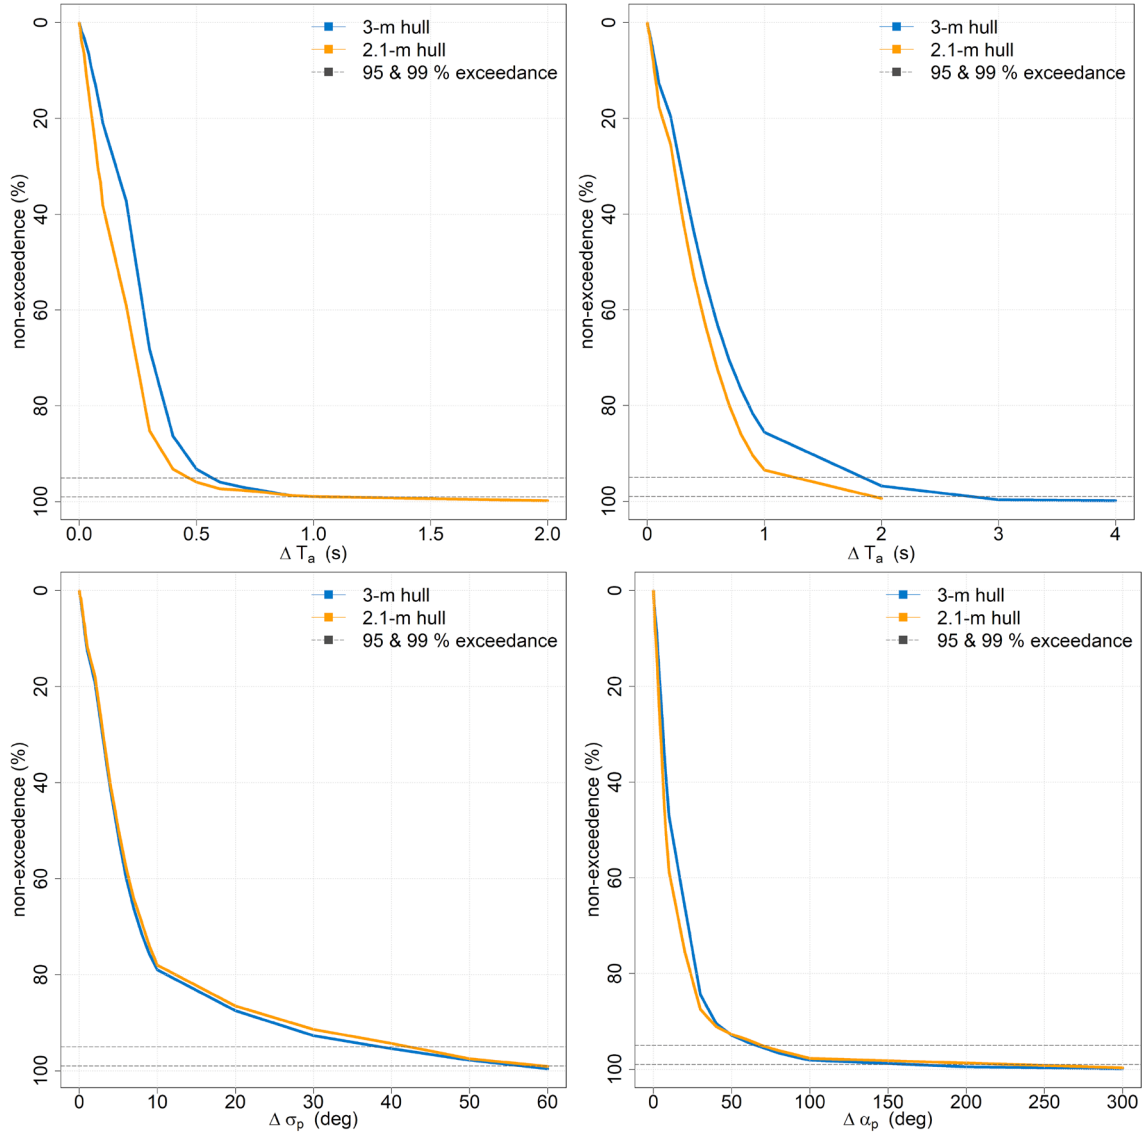 3-m hull
2.1-m hull
95 & 99 % exceedance
non-exceedence (%)
0
20
40
60
80
100
0.0
0.5
1.0
1.5
2.0
Δ Ta (s)
3-m hull
2.1-m hull
95 & 99 % exceedance
non-exceedence (%)
0
20
40
60
80
100
0
1
2
3
4
Δ Ta (s)
3-m hull
2.1-m hull
95 & 99 % exceedance
non-exceedence (%)
0
20
40
60
80
100
0
10
20
30
40
50
60
Δ σp (deg)
3-m hull
2.1-m hull
95 & 99 % exceedance
non-exceedence (%)
0
20
40
60
80
100
0
50
100
150
200
250
300
Δ αp (deg)